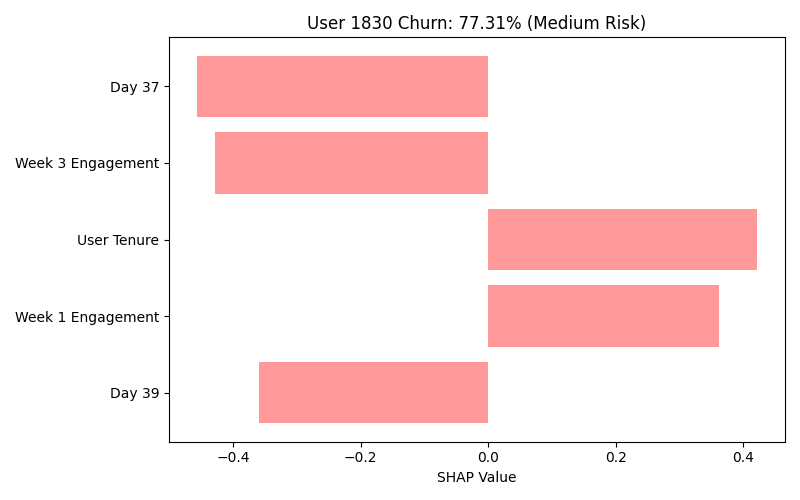 User 1830 Churn: 77.31% (Medium Risk)
Day 37
Week 3 Engagement
User Tenure
Week 1 Engagement
Day 39
−0.4 −0.2 0.0 0.2 0.4
SHAP Value